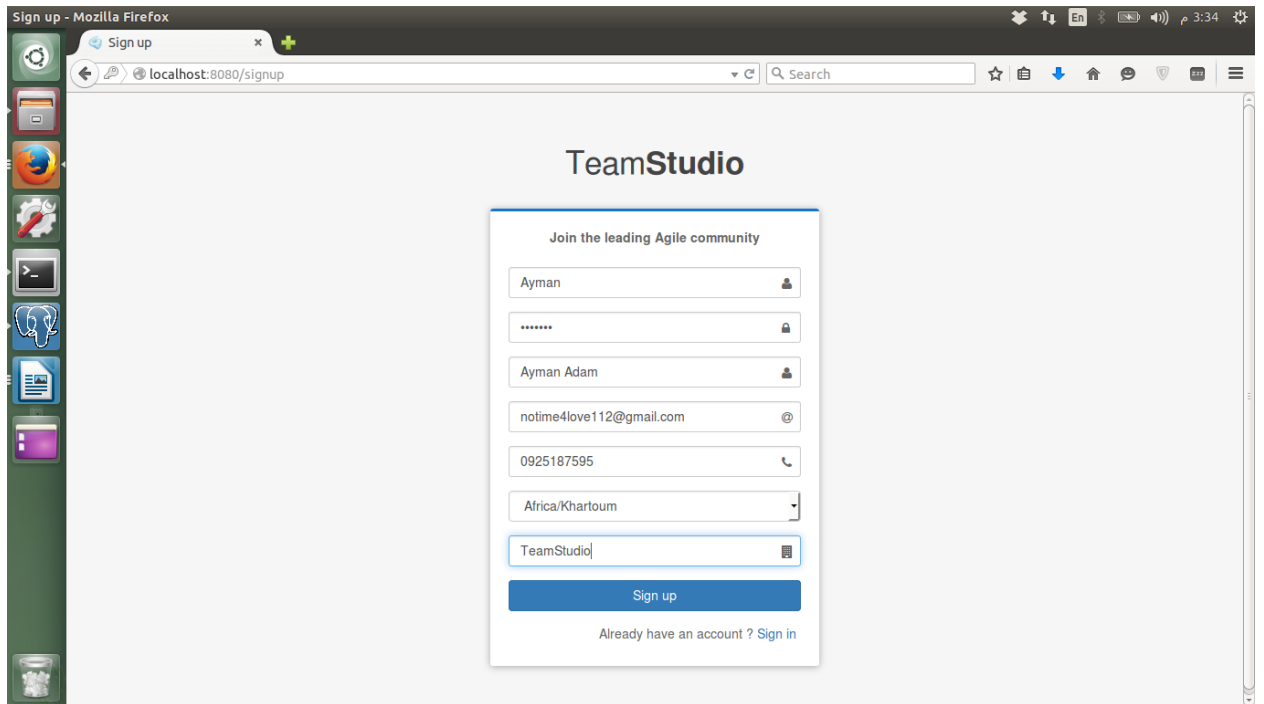 Sign up - Mozilla Firefox
En
3:34 م
Sign up
localhost:8080/signup
Search
TeamStudio
Join the leading Agile community
Ayman
•••••••
Ayman Adam
notime4love112@gmail.com
@
0925187595
Africa/Khartoum
TeamStudio
Sign up
Already have an account ? Sign in